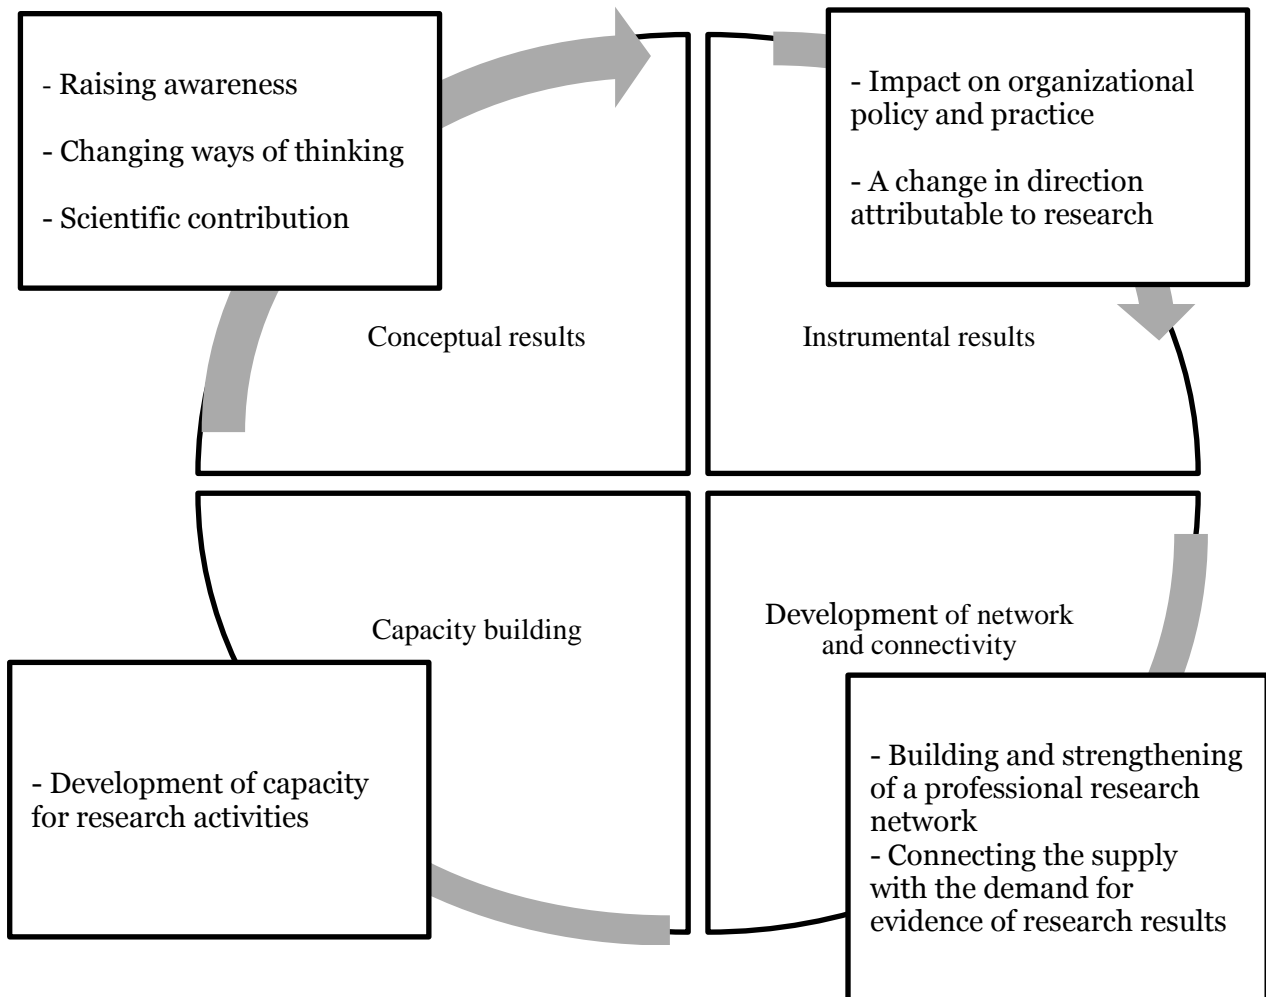 - Raising awareness
- Changing ways of thinking
- Scientific contribution
Conceptual results
- Impact on organizational
policy and practice
- A change in direction
attributable to research
Instrumental results
Capacity building
- Development of capacity
for research activities
Development of network
and connectivity
- Building and strengthening
of a professional research
network
- Connecting the supply
with the demand for
evidence of research results